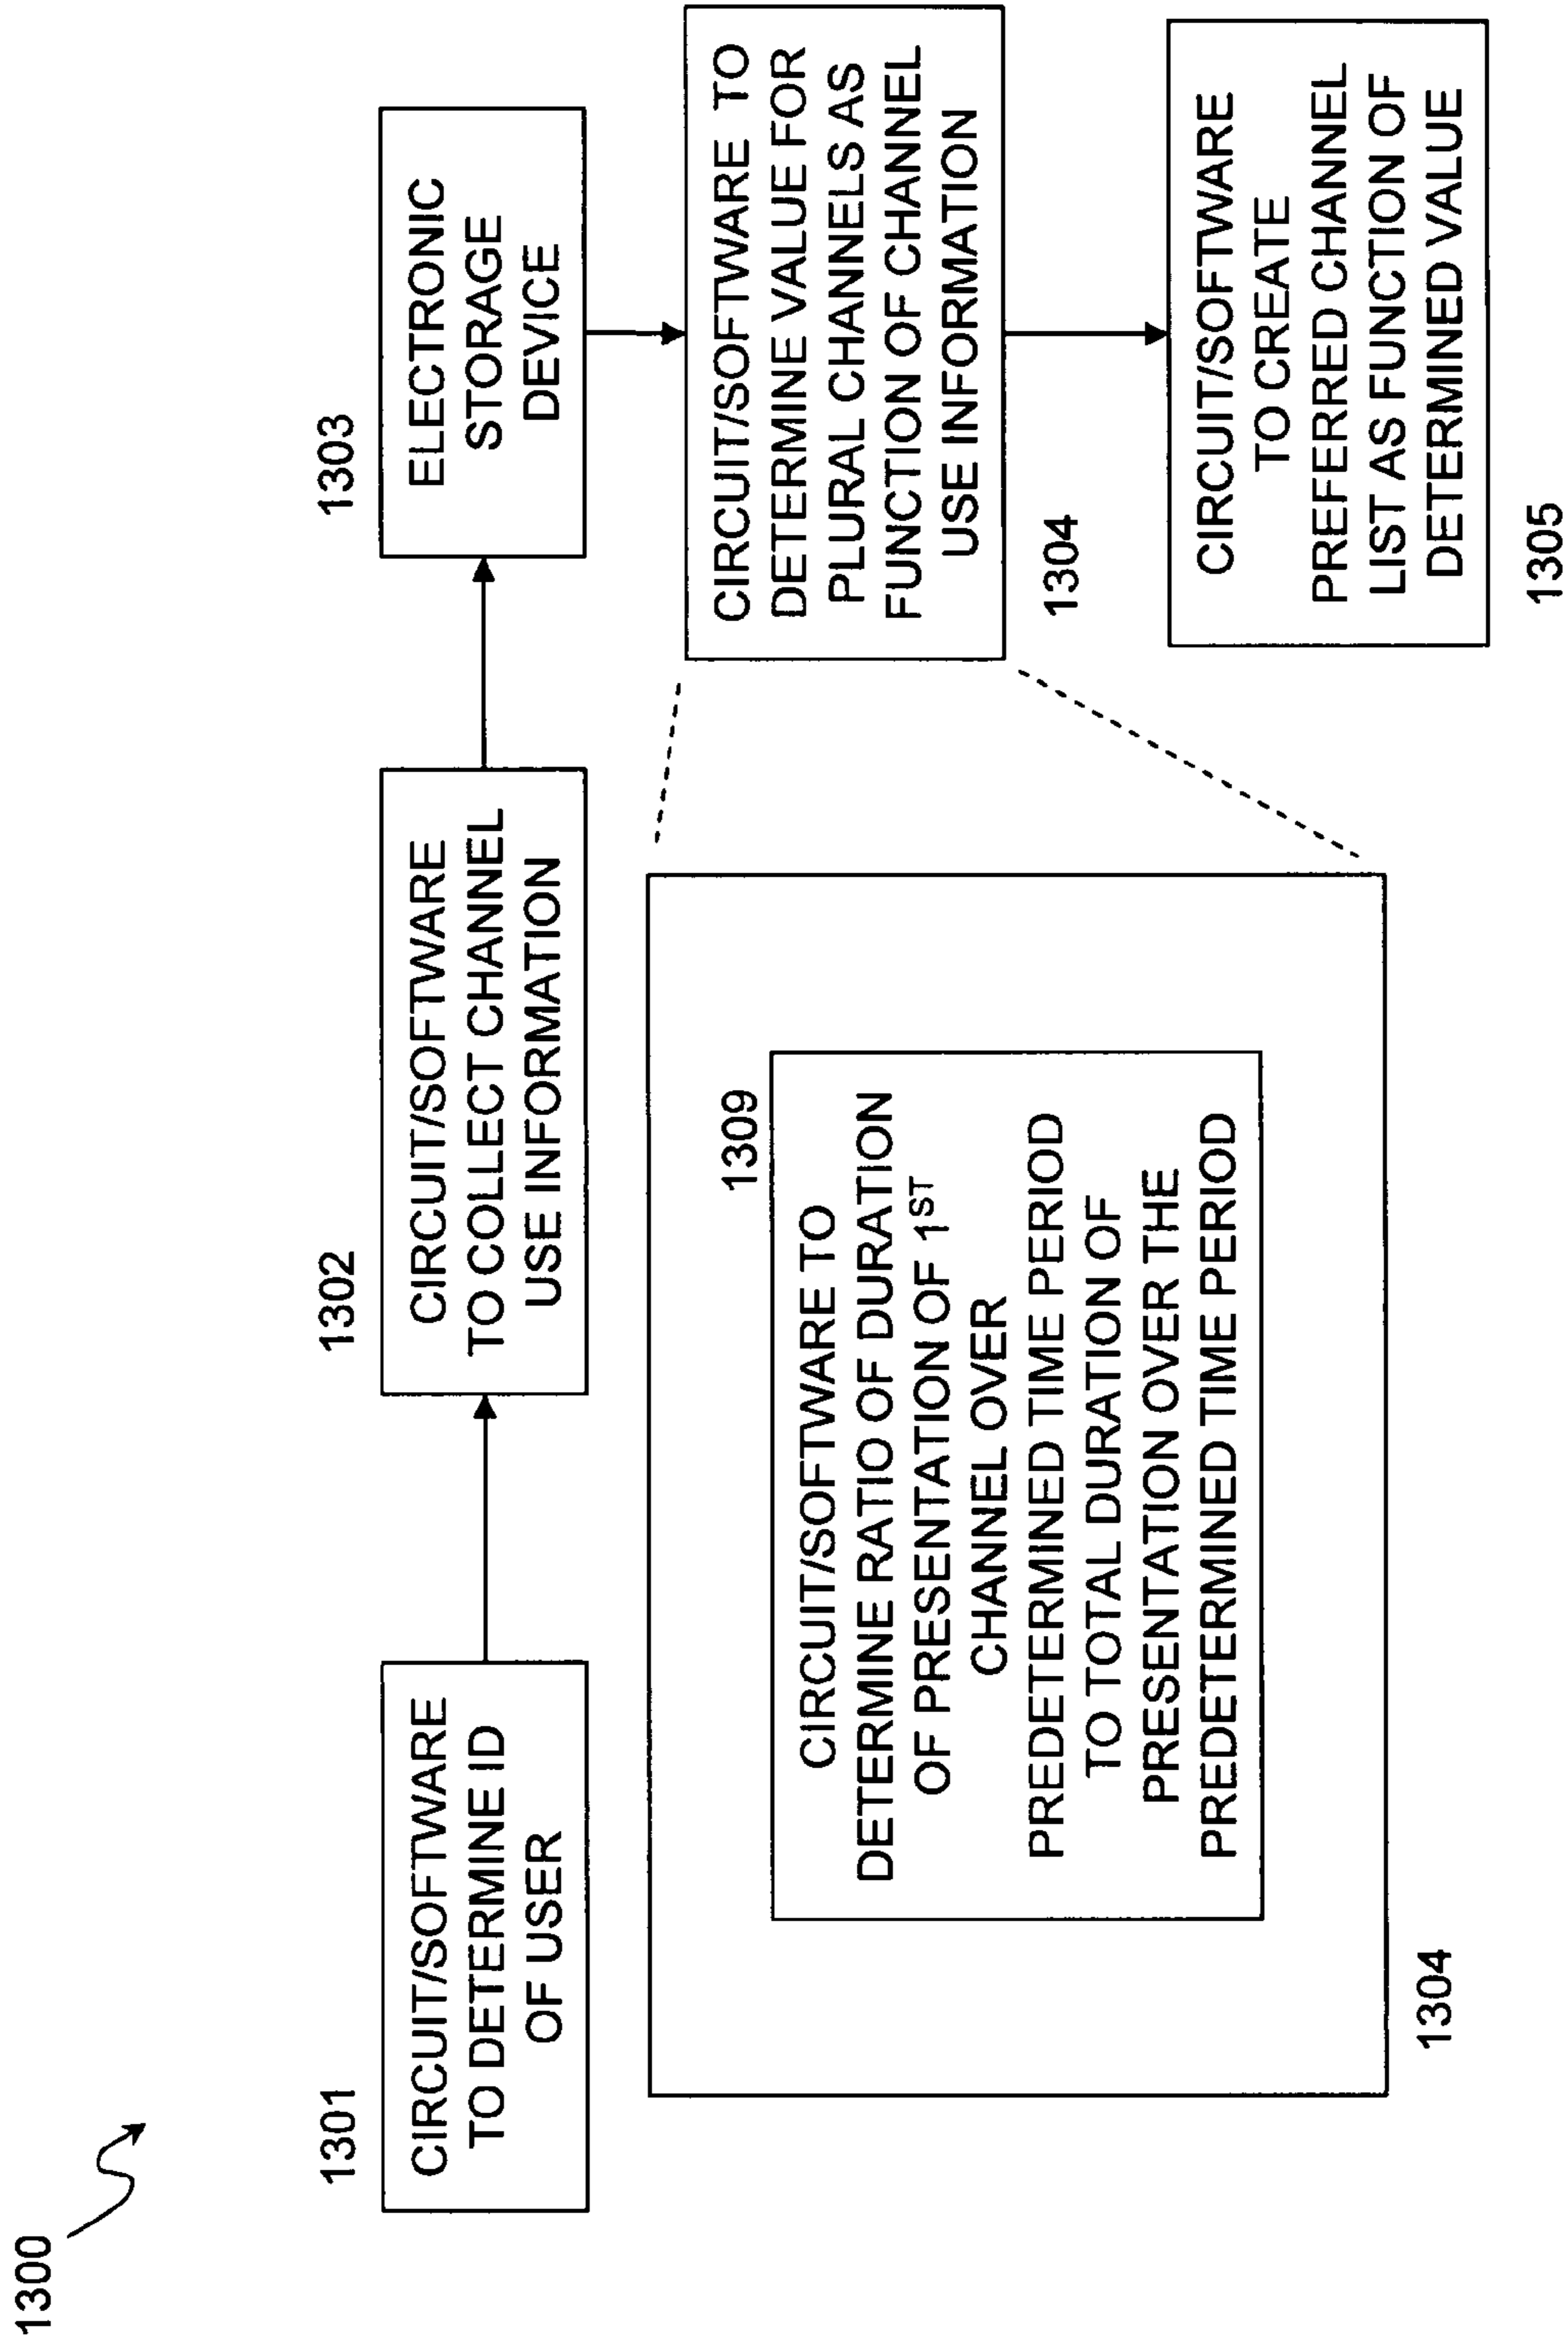 1300
1301
CIRCUIT/SOFTWARE
TO DETERMINE ID
OF USER
1302
CIRCUIT/SOFTWARE
TO COLLECT CHANNEL
USE INFORMATION
1303
ELECTRONIC
STORAGE
DEVICE
CIRCUIT/SOFTWARE TO
DETERMINE VALUE FOR
PLURAL CHANNELS AS
FUNCTION OF CHANNEL
USE INFORMATION
1304
1309
CIRCUIT/SOFTWARE TO
DETERMINE RATIO OF DURATION
OF PRESENTATION OF 1ST
CHANNEL OVER
PREDETERMINED TIME PERIOD
TO TOTAL DURATION OF
PRESENTATION OVER THE
PREDETERMINED TIME PERIOD
1304
CIRCUIT/SOFTWARE
TO CREATE
PREFERRED CHANNEL
LIST AS FUNCTION OF
DETERMINED VALUE
1305